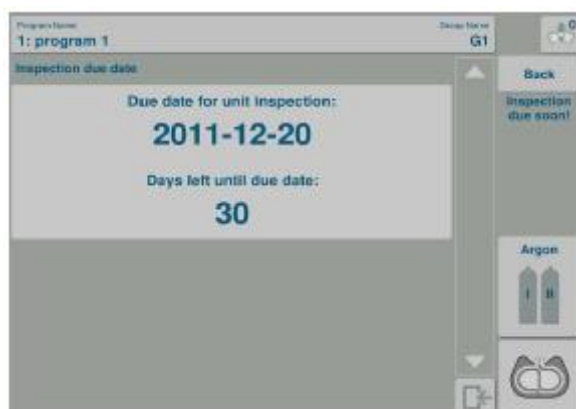 Program Name
Group Name
1: program 1
G1
Inspection due date
Back
Due date for unit inspection:
2011-12-20
Inspection
due soon!
Days left until due date:
30
Argon
I II